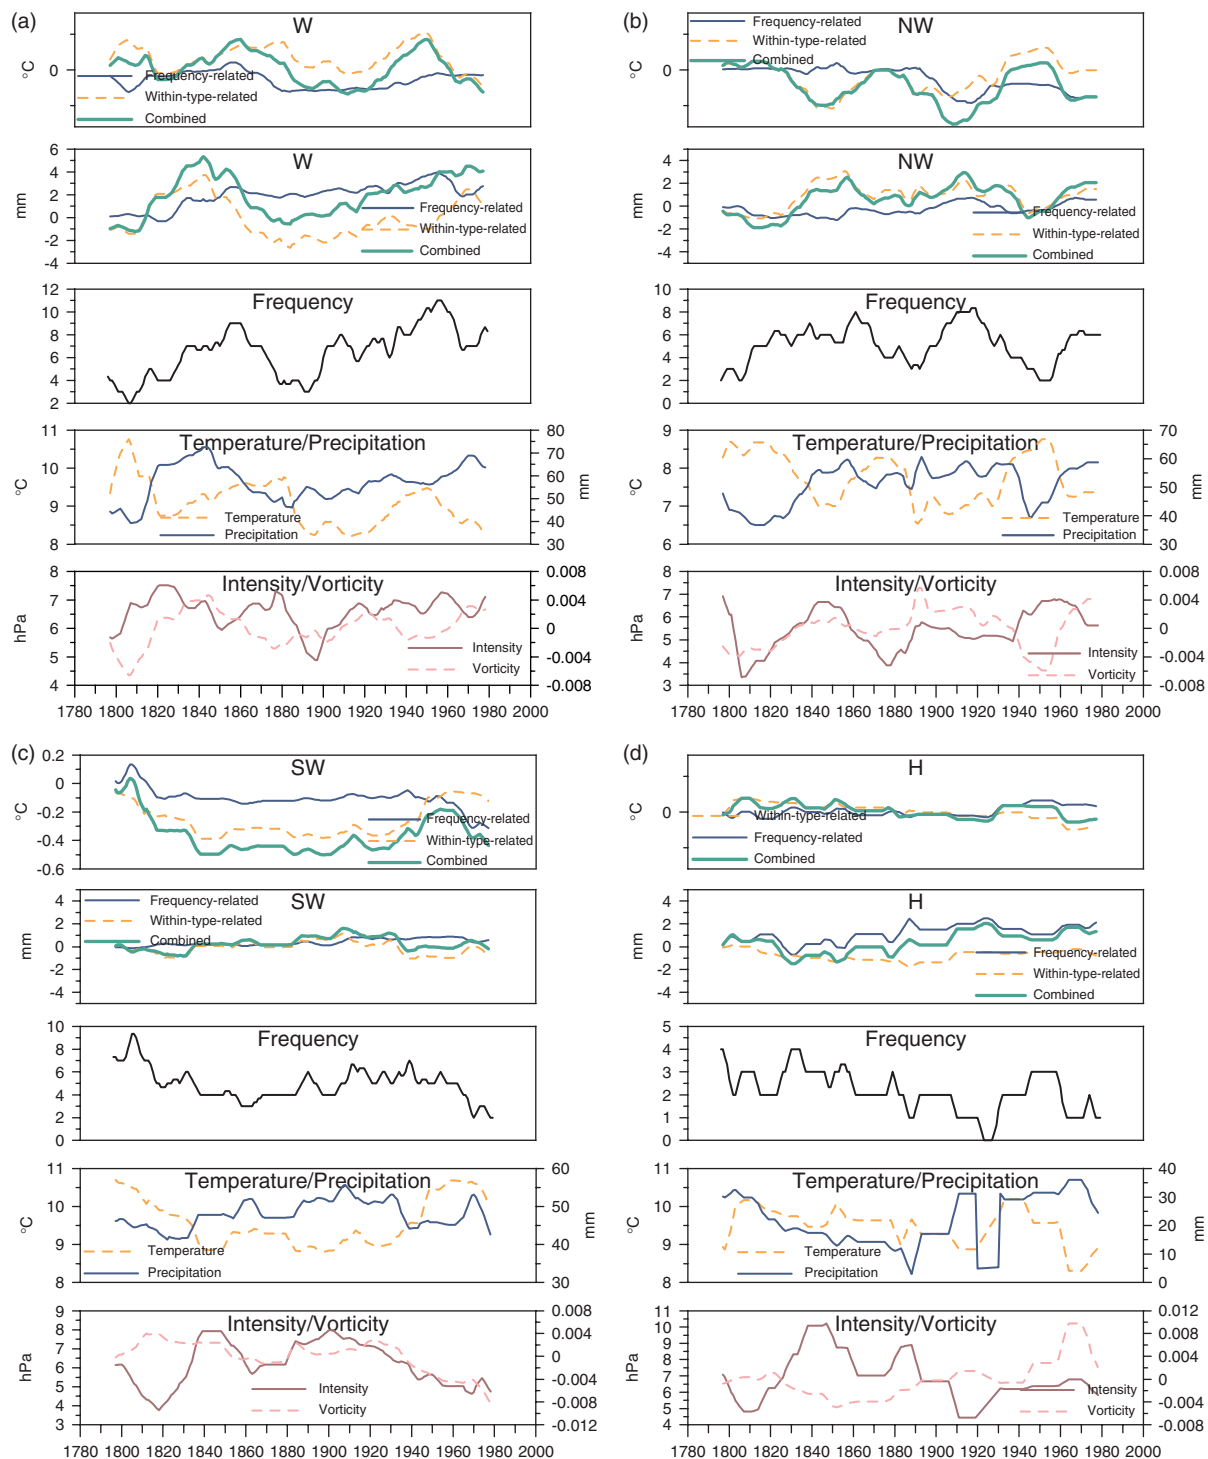 (a)
W
°C
0
Frequency-related
Within-type-related
Combined
W
mm
6
4
2
0
-2
-4
Frequency-related
Within-type-related
Combined
Frequency
12
10
8
6
4
2
Temperature/Precipitation
°C
11
10
9
8
80
70
60
50
40
30
mm
Temperature
Precipitation
Intensity/Vorticity
hPa
8
7
6
5
4
0.008
0.004
0
-0.004
-0.008
Intensity
Vorticity
1780 1800 1820 1840 1860 1880 1900 1920 1940 1960 1980 2000
(b)
NW
°C
0
Frequency-related
Within-type-related
Combined
NW
mm
4
2
0
-2
-4
Frequency-related
Within-type-related
Combined
Frequency
10
8
6
4
2
0
Temperature/Precipitation
°C
9
8
7
6
70
60
50
40
30
mm
Temperature
Precipitation
Intensity/Vorticity
hPa
8
7
6
5
4
3
0.008
0.004
0
-0.004
-0.008
Intensity
Vorticity
1780 1800 1820 1840 1860 1880 1900 1920 1940 1960 1980 2000
(c)
SW
°C
0.2
0
-0.2
-0.4
-0.6
Frequency-related
Within-type-related
Combined
SW
mm
4
2
0
-2
-4
Frequency-related
Within-type-related
Combined
Frequency
10
8
6
4
2
0
Temperature/Precipitation
°C
11
10
9
8
60
50
40
30
mm
Temperature
Precipitation
Intensity/Vorticity
hPa
9
8
7
6
5
4
3
0.008
0.004
0
-0.004
-0.008
-0.012
Intensity
Vorticity
1780 1800 1820 1840 1860 1880 1900 1920 1940 1960 1980 2000
(d)
H
°C
0
Within-type-related
Frequency-related
Combined
H
mm
4
2
0
-2
-4
Frequency-related
Within-type-related
Combined
Frequency
5
4
3
2
1
0
Temperature/Precipitation
°C
11
10
9
8
40
30
20
10
0
mm
Temperature
Precipitation
Intensity/Vorticity
hPa
11
10
9
8
7
6
5
4
0.012
0.008
0.004
0
-0.004
-0.008
Intensity
Vorticity
1780 1800 1820 1840 1860 1880 1900 1920 1940 1960 1980 2000